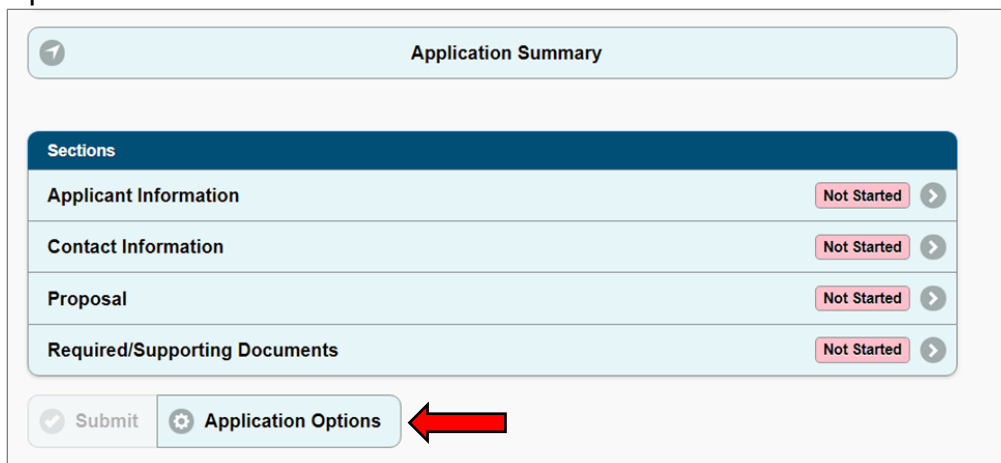 Application Summary
Sections
Applicant Information Not Started
Contact Information Not Started
Proposal Not Started
Required/Supporting Documents Not Started
Submit Application Options